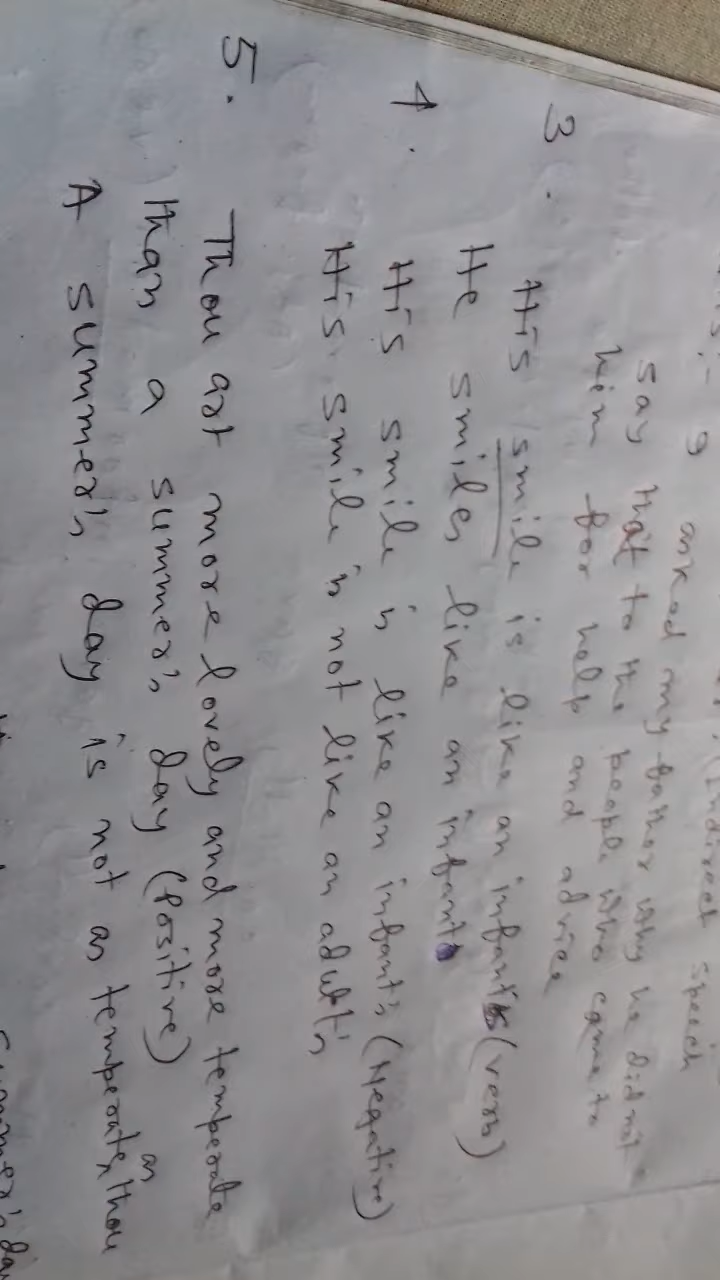 (Indirect speech
I asked my father why he did not
say that to the people who came to
him for help and advice
3. His smile is like an infant's (verb)
He smiles like an infant
4. His smile is like an infant's (Negative)
His smile is not like an adult's
5. Thou art more lovely and more temperate
than a summer's day (positive)
A summer's day is not as temperate as thou